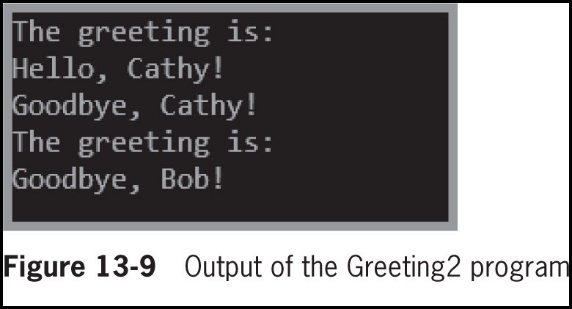 The greeting is:
Hello, Cathy!
Goodbye, Cathy!
The greeting is:
Goodbye, Bob!
Figure 13-9 Output of the Greeting2 program